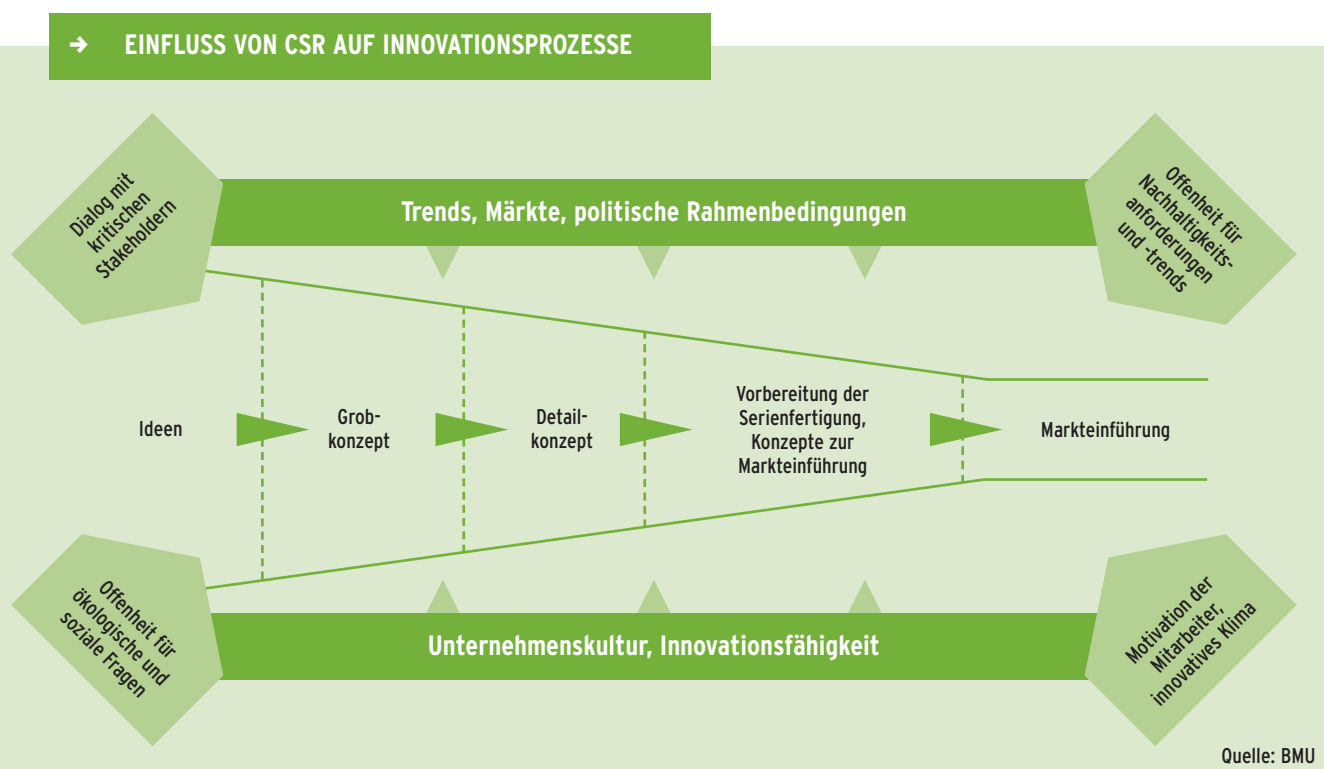 → EINFLUSS VON CSR AUF INNOVATIONSPROZESSE
Dialog mit
kritischen
Stakeholdern
Trends, Märkte, politische Rahmenbedingungen
Offenheit für
Nachhaltigkeits-
anforderungen
und -trends
Ideen
Grob-
konzept
Detail-
konzept
Vorbereitung der
Serienfertigung,
Konzepte zur
Markteinführung
Markteinführung
Offenheit für
ökologische und
soziale Fragen
Unternehmenskultur, Innovationsfähigkeit
Motivation der
Mitarbeiter,
innovatives Klima
Quelle: BMU